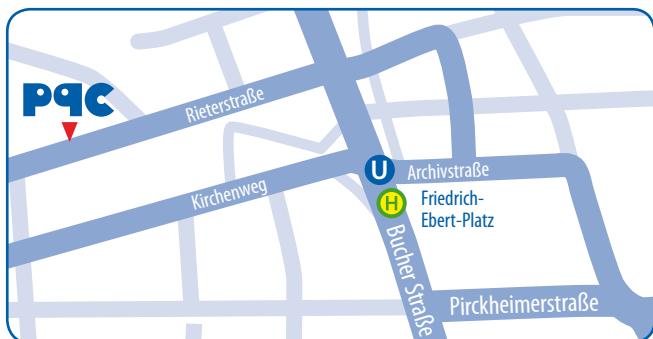 pqc
Rieterstraße
Kirchenweg
U
Archivstraße
H
Friedrich-
Ebert-Platz
Bucher Straße
Pirckheimerstraße